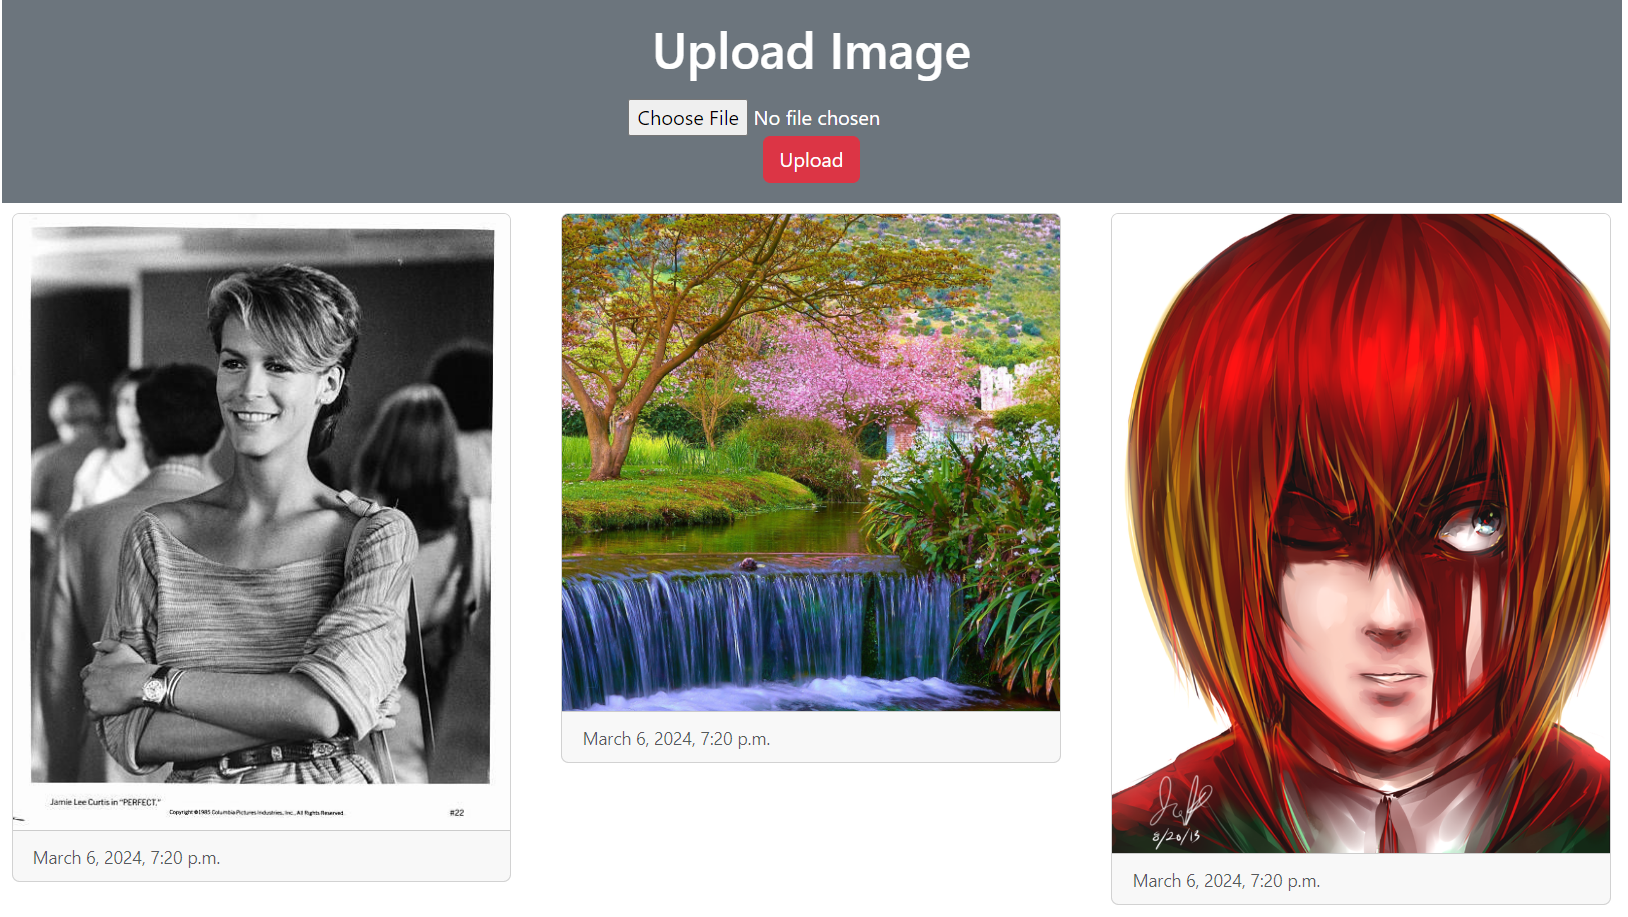 Upload Image
Choose File No file chosen
Upload
Jamie Lee Curtis in "PERFECT."
Copyright ©1985 Columbia Pictures Industries, Inc., All Rights Reserved.
#22
March 6, 2024, 7:20 p.m.
March 6, 2024, 7:20 p.m.
8/20/13
March 6, 2024, 7:20 p.m.